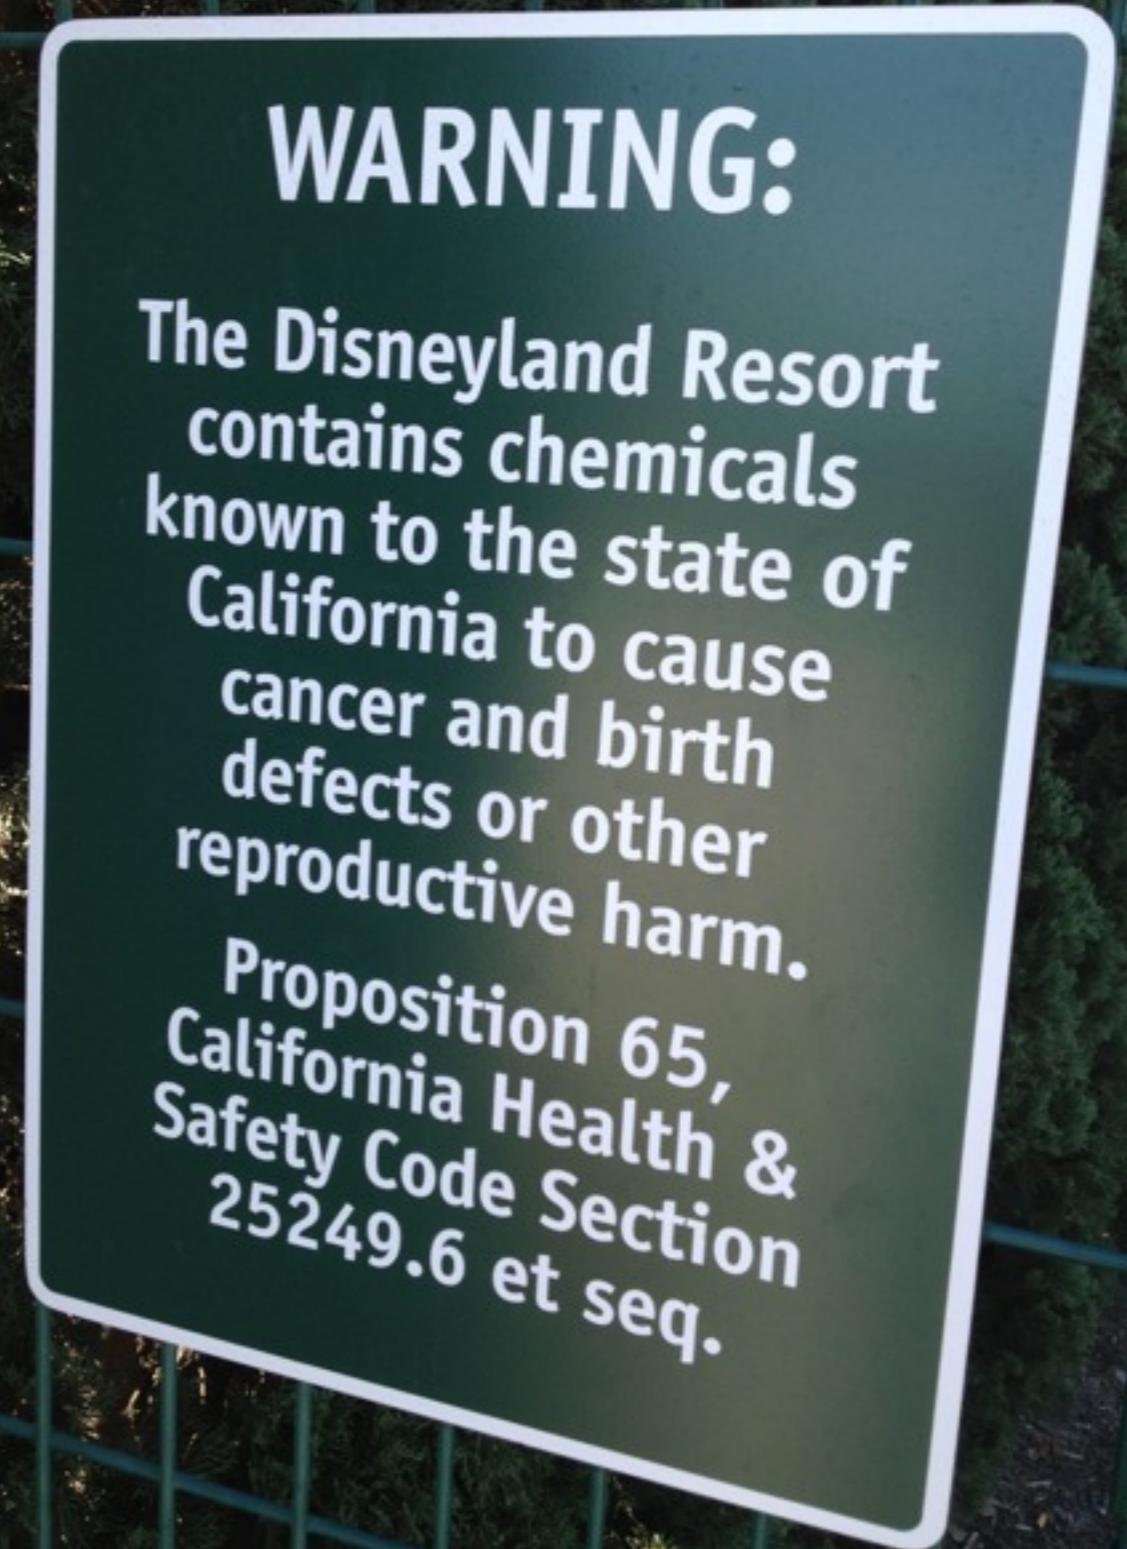 WARNING:
The Disneyland Resort
contains chemicals
known to the state of
California to cause
cancer and birth
defects or other
reproductive harm.
Proposition 65,
California Health &
Safety Code Section
25249.6 et seq.